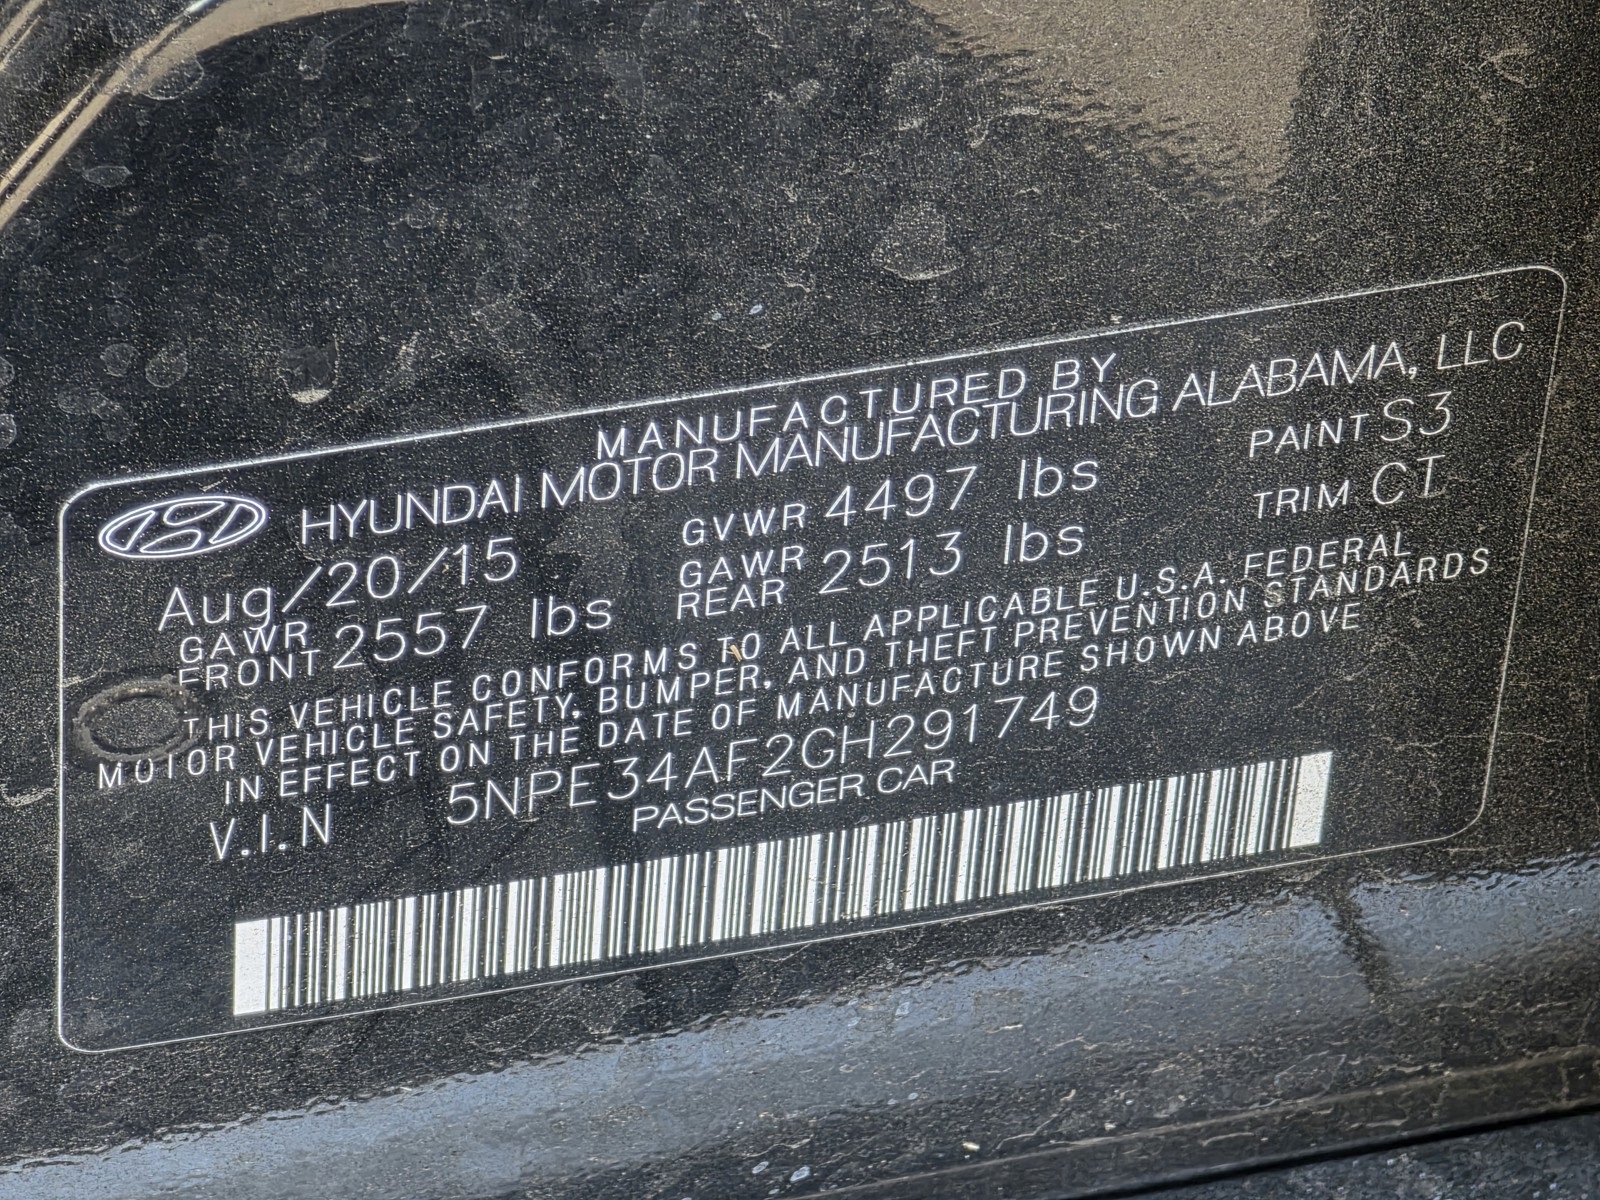 MANUFACTURED BY
HYUNDAI MOTOR MANUFACTURING ALABAMA, LLC
Aug/20/15 GVWR 4497 lbs PAINT S3
GAWR FRONT 2557 lbs GAWR REAR 2513 lbs TRIM CI
THIS VEHICLE CONFORMS TO ALL APPLICABLE U.S.A. FEDERAL
MOTOR VEHICLE SAFETY, BUMPER, AND THEFT PREVENTION STANDARDS
IN EFFECT ON THE DATE OF MANUFACTURE SHOWN ABOVE
V.I.N 5NPE34AF2GH291749
PASSENGER CAR